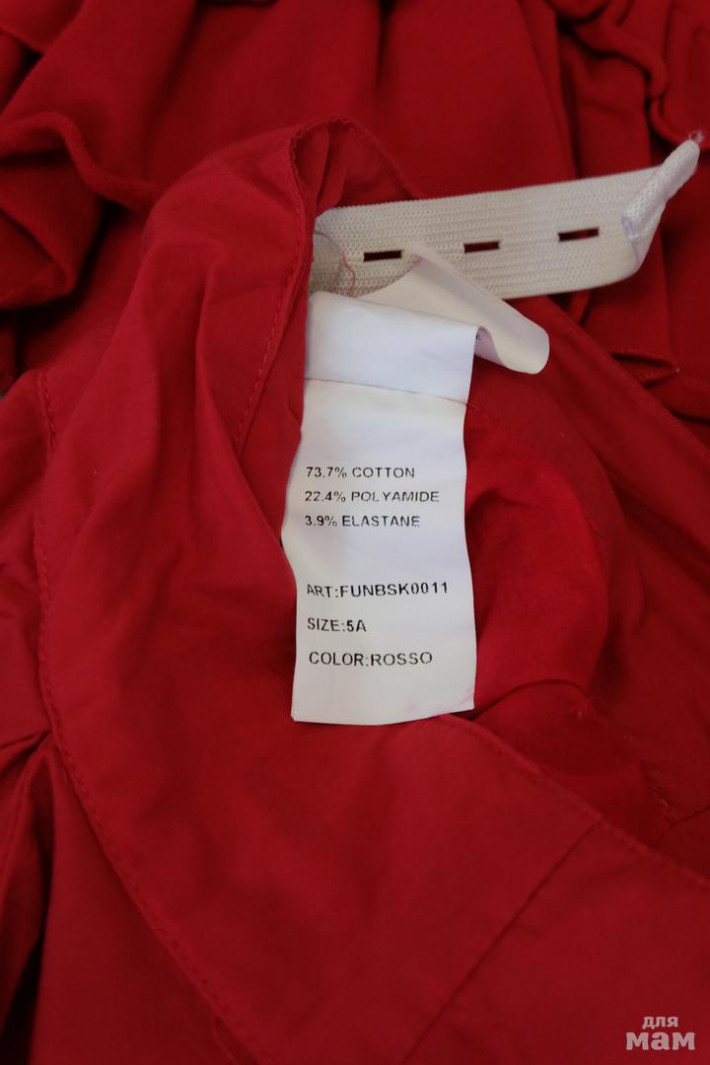 73.7% COTTON
22.4% POLYAMIDE
3.9% ELASTANE
ART:FUNBSK0011
SIZE:5A
COLOR:ROSSO
для
мам